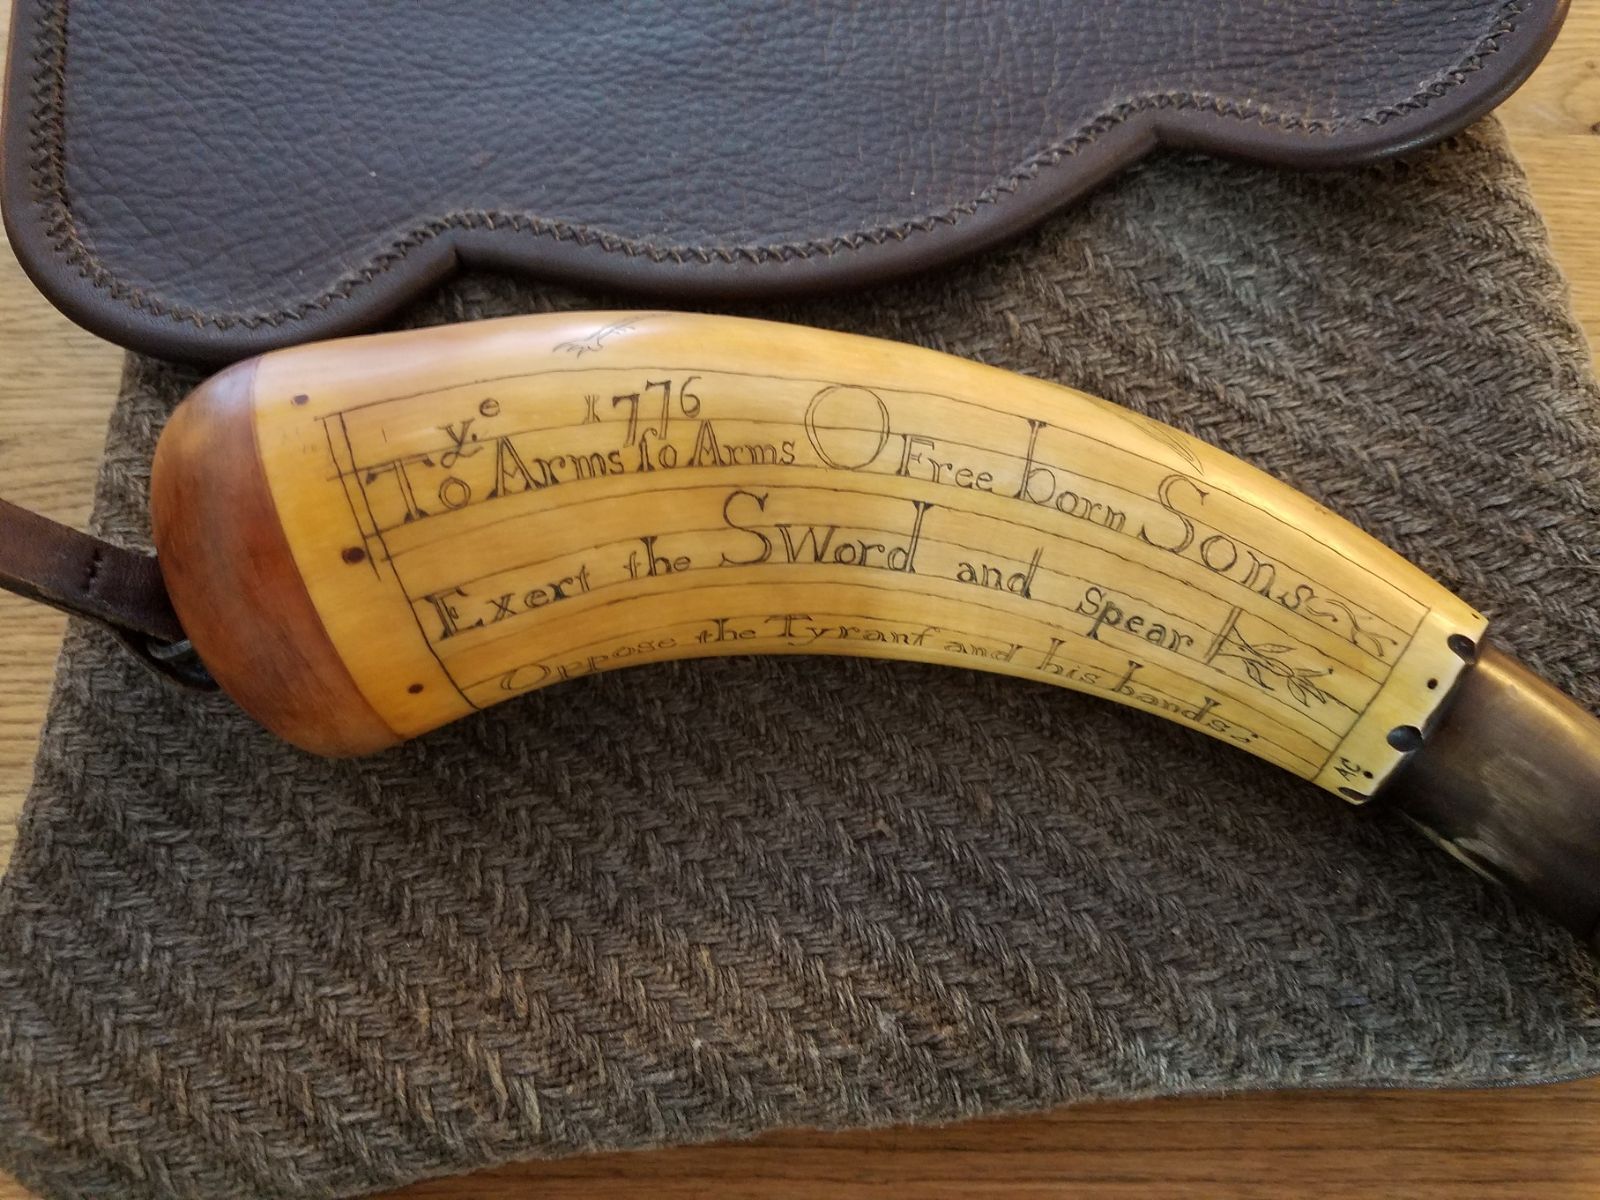 1776
To yᵉ Arms to Arms O Free born Sons
Exert the Sword and spear
Oppose the Tyrant and his bands
AC